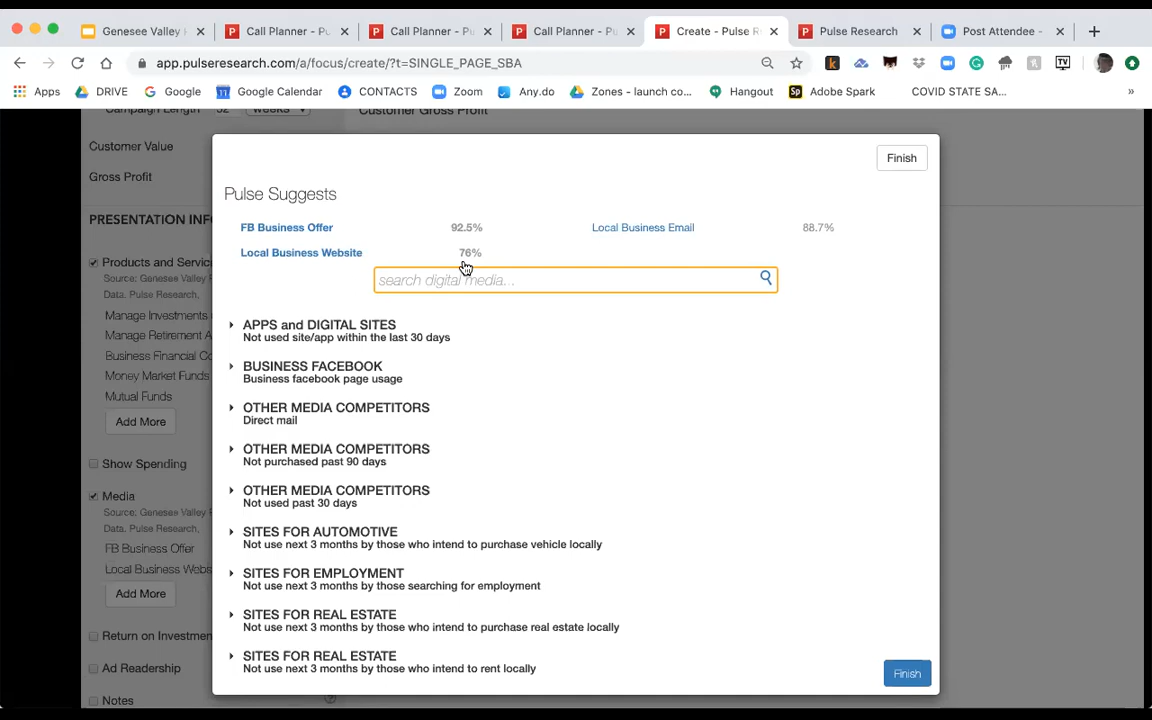 Genesee Valley
Call Planner - Pu
Call Planner - Pu
Call Planner - Pu
Create - Pulse R
Pulse Research
Post Attendee -
app.pulseresearch.com/a/focus/create/?t=SINGLE_PAGE_SBA
Apps
DRIVE
Google
Google Calendar
CONTACTS
Zoom
Any.do
Zones - launch co...
Hangout
Adobe Spark
COVID STATE SA...
»
Campaign Length 52 weeks
Customer Gross Profit
Customer Value
Gross Profit
PRESENTATION INF
Products and Servic
Source: Genesee Valley
Data, Pulse Research,
Manage Investments
Manage Retirement A
Business Financial Co
Money Market Funds
Mutual Funds
Add More
Show Spending
Media
Source: Genesee Valley
Data, Pulse Research,
FB Business Offer
Local Business Webs
Add More
Return on Investmen
Ad Readership
Notes
Finish
Pulse Suggests
FB Business Offer 92.5% Local Business Email 88.7%
Local Business Website 76%
search digital media...
APPS and DIGITAL SITES
Not used site/app within the last 30 days
BUSINESS FACEBOOK
Business facebook page usage
OTHER MEDIA COMPETITORS
Direct mail
OTHER MEDIA COMPETITORS
Not purchased past 90 days
OTHER MEDIA COMPETITORS
Not used past 30 days
SITES FOR AUTOMOTIVE
Not use next 3 months by those who intend to purchase vehicle locally
SITES FOR EMPLOYMENT
Not use next 3 months by those searching for employment
SITES FOR REAL ESTATE
Not use next 3 months by those who intend to purchase real estate locally
SITES FOR REAL ESTATE
Not use next 3 months by those who intend to rent locally
Finish